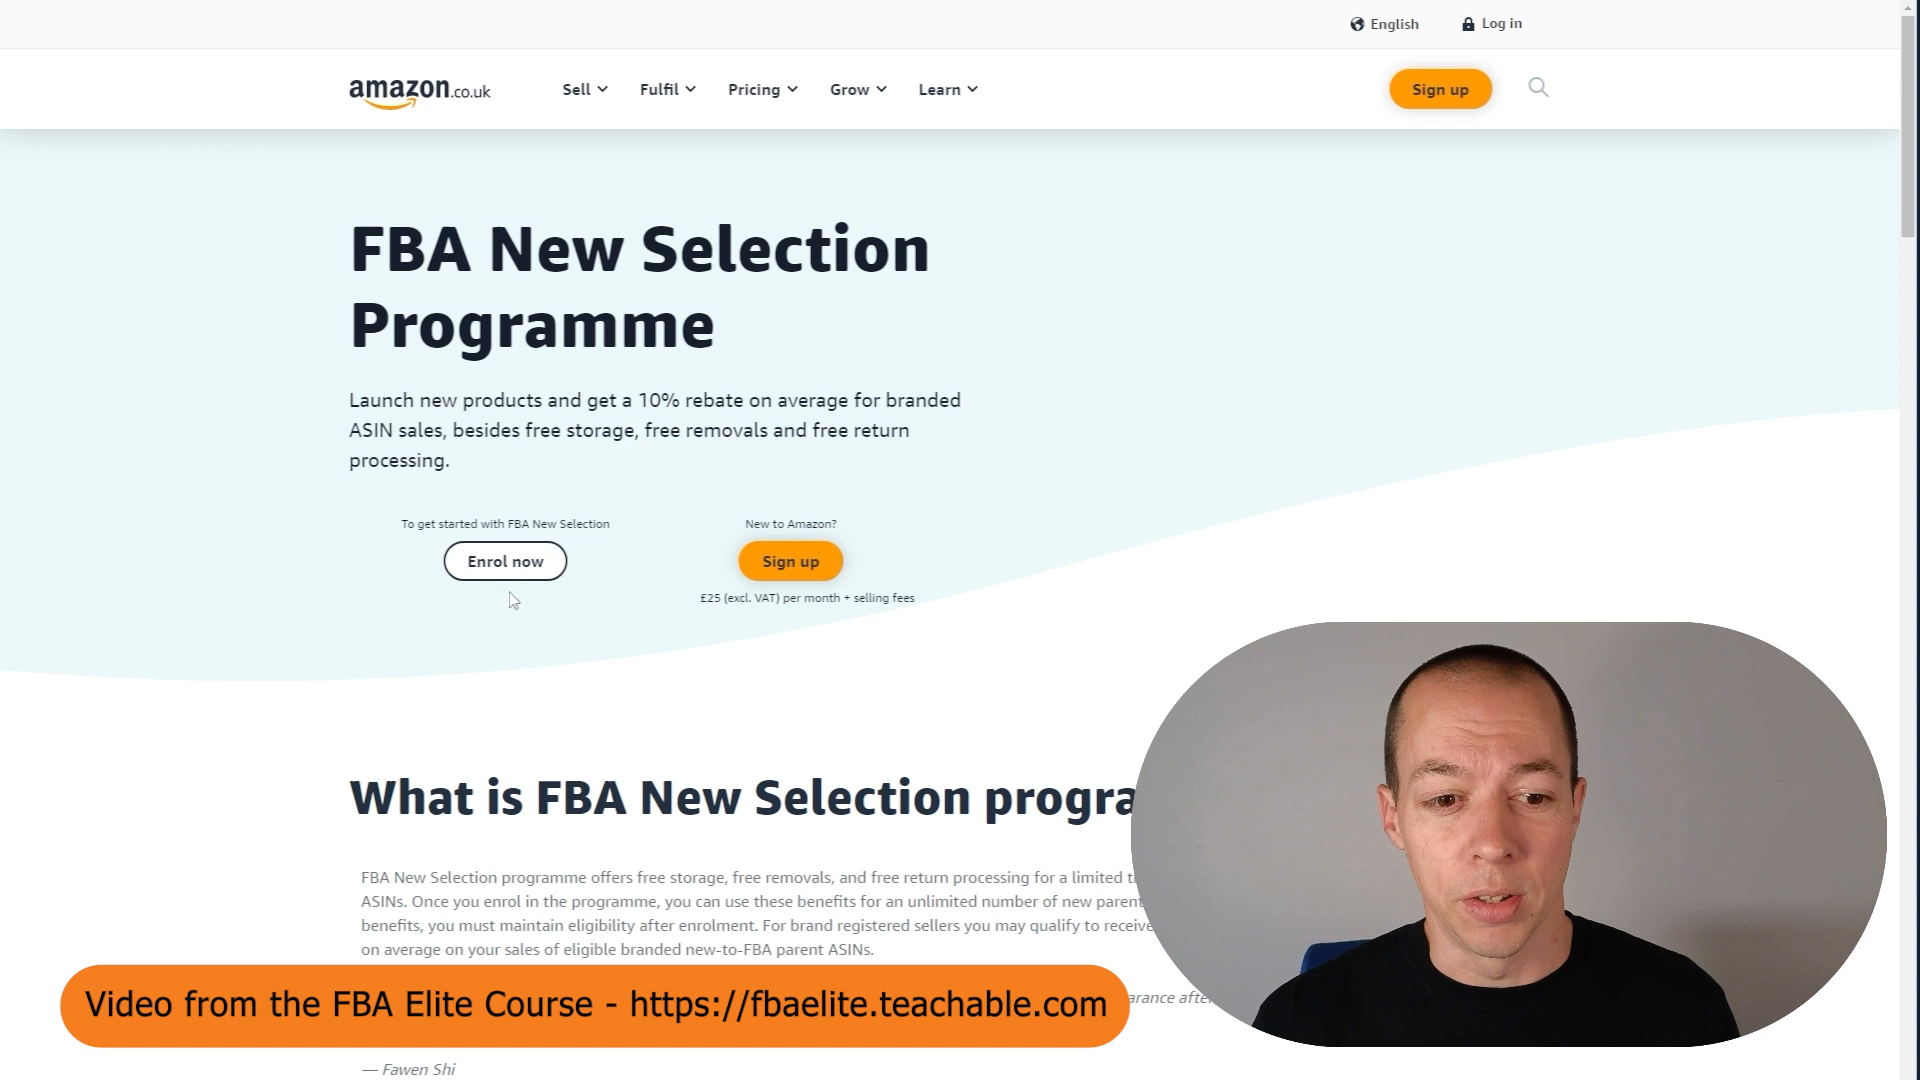 English
Log in
amazon.co.uk
Sell
Fulfil
Pricing
Grow
Learn
Sign up
FBA New Selection
Programme
Launch new products and get a 10% rebate on average for branded
ASIN sales, besides free storage, free removals and free return
processing.
To get started with FBA New Selection
Enrol now
New to Amazon?
Sign up
£25 (excl. VAT) per month + selling fees
What is FBA New Selection progra
FBA New Selection programme offers free storage, free removals, and free return processing for a limited t
ASINs. Once you enrol in the programme, you can use these benefits for an unlimited number of new parent
benefits, you must maintain eligibility after enrolment. For brand registered sellers you may qualify to receive
on average on your sales of eligible branded new-to-FBA parent ASINs.
arance after
Video from the FBA Elite Course - https://fbaelite.teachable.com
— Fawen Shi